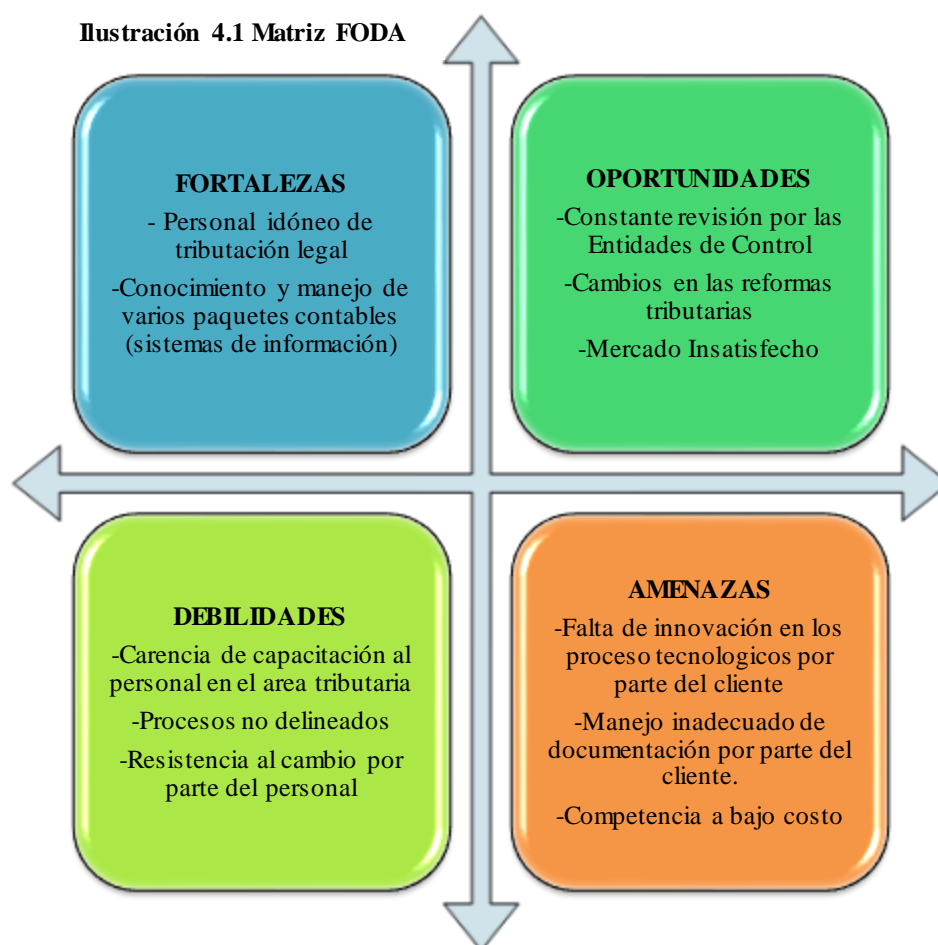 Ilustración 4.1 Matriz FODA
FORTALEZAS
- Personal idóneo de
tributación legal
-Conocimiento y manejo de
varios paquetes contables
(sistemas de información)
OPORTUNIDADES
-Constante revisión por las
Entidades de Control
-Cambios en las reformas
tributarias
-Mercado Insatisfecho
DEBILIDADES
-Carencia de capacitación al
personal en el area tributaria
-Procesos no delineados
-Resistencia al cambio por
parte del personal
AMENAZAS
-Falta de innovación en los
proceso tecnologicos por
parte del cliente
-Manejo inadecuado de
documentación por parte del
cliente.
-Competencia a bajo costo